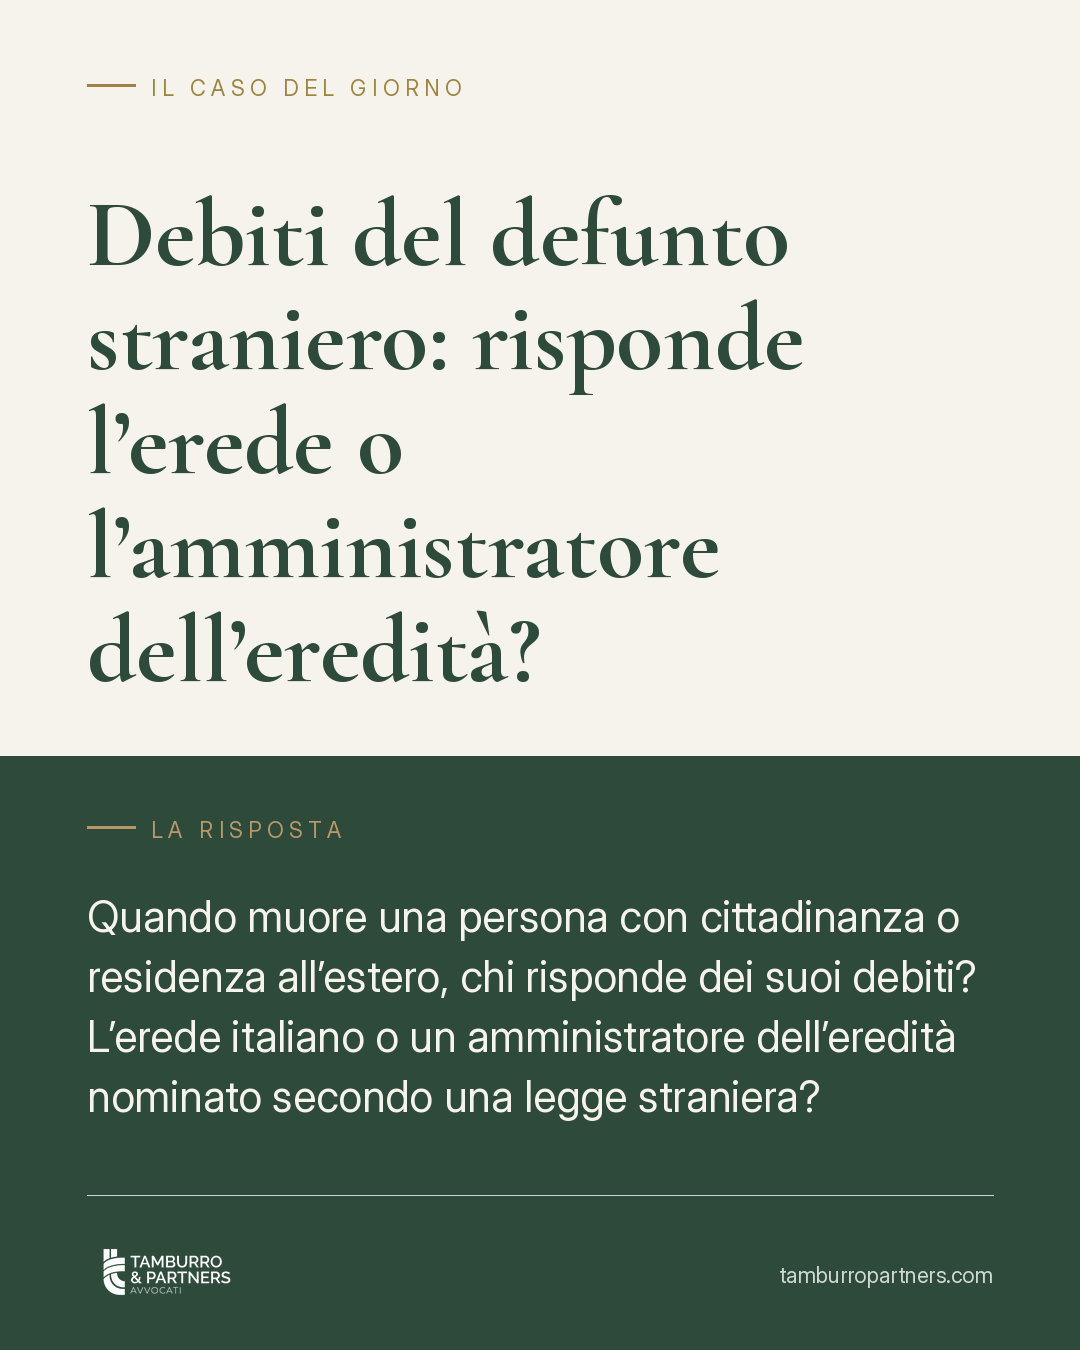 IL CASO DEL GIORNO
Debiti del defunto
straniero: risponde
l’erede o
l’amministratore
dell’eredità?
LA RISPOSTA
Quando muore una persona con cittadinanza o
residenza all’estero, chi risponde dei suoi debiti?
L’erede italiano o un amministratore dell’eredità
nominato secondo una legge straniera?
TAMBURRO
& PARTNERS
AVVOCATI
tamburropartners.com